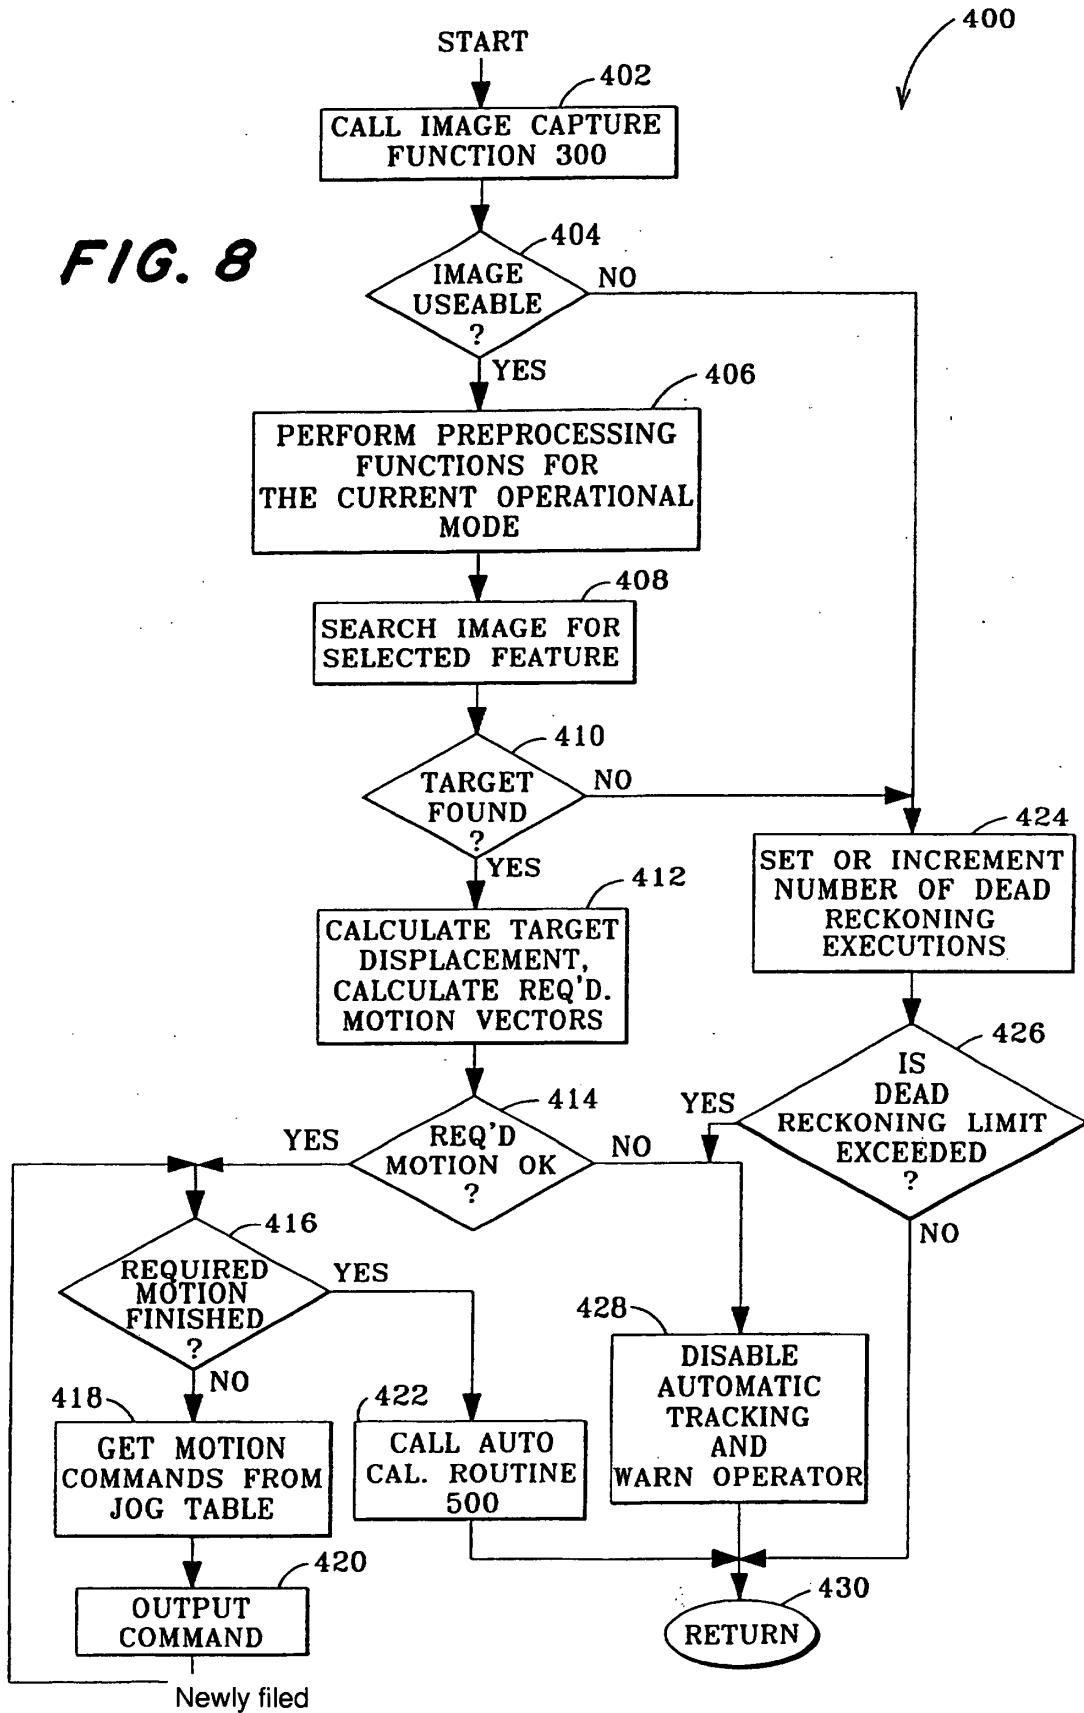 400
START
402
CALL IMAGE CAPTURE
FUNCTION 300
FIG. 8
404
IMAGE
USEABLE
?
NO
YES
406
PERFORM PREPROCESSING
FUNCTIONS FOR
THE CURRENT OPERATIONAL
MODE
408
SEARCH IMAGE FOR
SELECTED FEATURE
410
TARGET
FOUND
?
NO
YES
412
CALCULATE TARGET
DISPLACEMENT,
CALCULATE REQ'D.
MOTION VECTORS
424
SET OR INCREMENT
NUMBER OF DEAD
RECKONING
EXECUTIONS
426
IS
DEAD
RECKONING LIMIT
EXCEEDED
?
YES
NO
414
REQ'D
MOTION OK
?
YES
NO
416
REQUIRED
MOTION
FINISHED
?
YES
NO
418
GET MOTION
COMMANDS FROM
JOG TABLE
420
OUTPUT
COMMAND
422
CALL AUTO
CAL. ROUTINE
500
428
DISABLE
AUTOMATIC
TRACKING
AND
WARN OPERATOR
430
RETURN
Newly filed